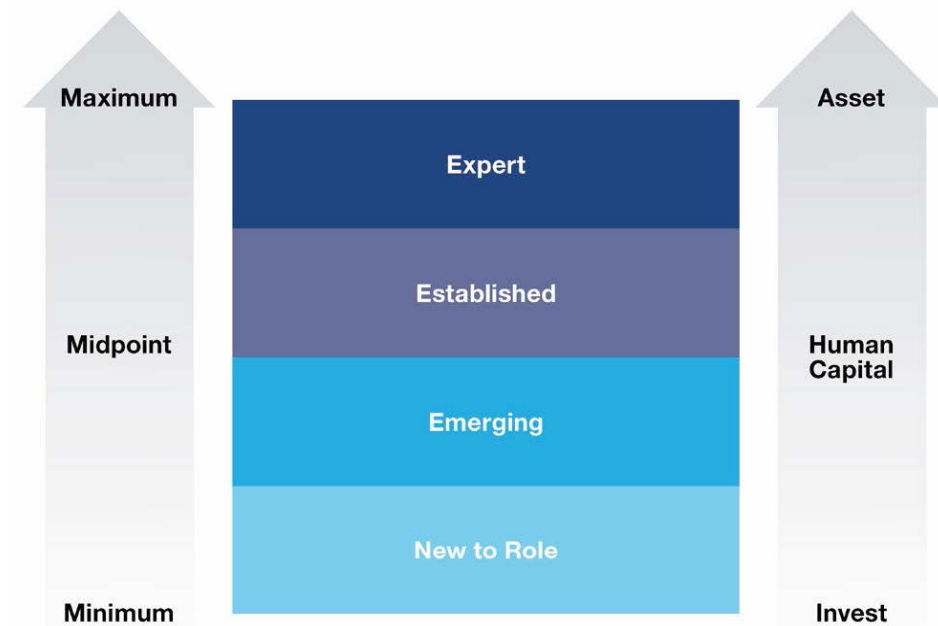 Maximum
Asset
Expert
Established
Midpoint
Human
Capital
Emerging
New to Role
Minimum
Invest